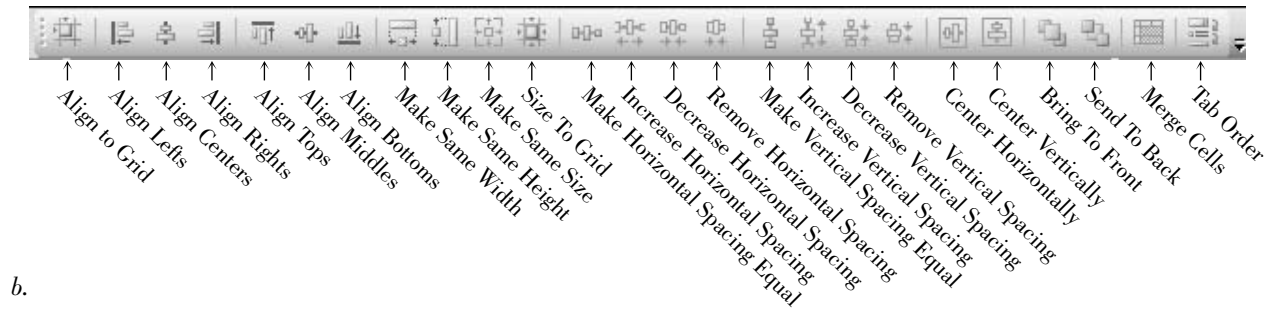 Align to Grid
Align Lefts
Align Centers
Align Rights
Align Tops
Align Middles
Align Bottoms
Make Same Width
Make Same Height
Make Same Size
Size To Grid
Make Horizontal Spacing Equal
Increase Horizontal Spacing
Decrease Horizontal Spacing
Remove Horizontal Spacing
Make Vertical Spacing Equal
Increase Vertical Spacing
Decrease Vertical Spacing
Remove Vertical Spacing
Center Horizontally
Center Vertically
Bring To Front
Send To Back
Merge Cells
Tab Order
b.